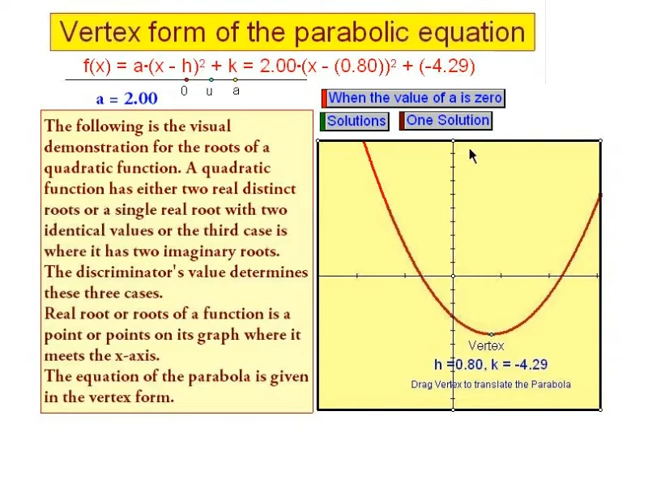 Vertex form of the parabolic equation
f(x) = a·(x - h)² + k = 2.00·(x - (0.80))² + (-4.29)
a = 2.00
0 u a
When the value of a is zero
Solutions
One Solution
The following is the visual
demonstration for the roots of a
quadratic function. A quadratic
function has either two real distinct
roots or a single real root with two
identical values or the third case is
where it has two imaginary roots.
The discriminator's value determines
these three cases.
Real root or roots of a function is a
point or points on its graph where it
meets the x-axis.
The equation of the parabola is given
in the vertex form.
Vertex
h =0.80, k = -4.29
Drag Vertex to translate the Parabola